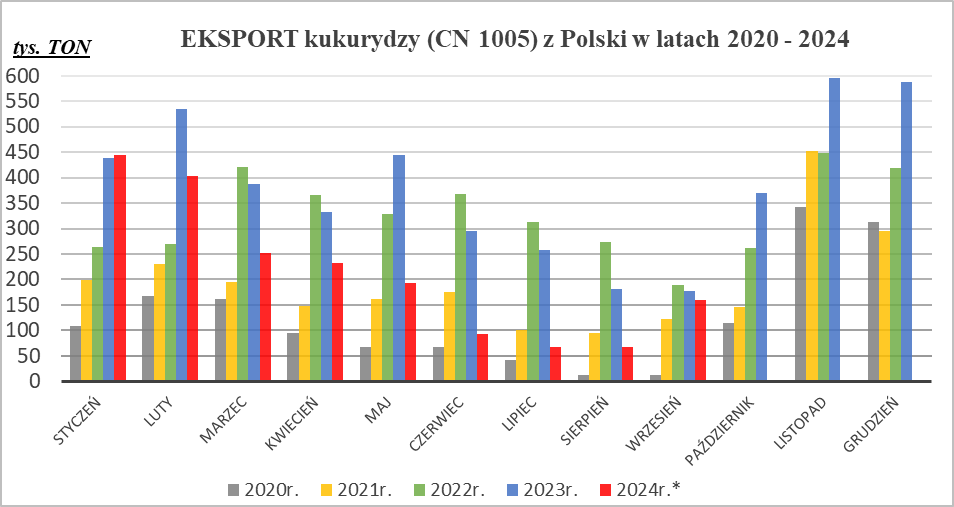 EKSPORT kukurydzy (CN 1005) z Polski w latach 2020 - 2024
tys. TON
600
550
500
450
400
350
300
250
200
150
100
50
0
STYCZEŃ
LUTY
MARZEC
KWIECIEŃ
MAJ
CZERWIEC
LIPIEC
SIERPIEŃ
WRZESIEŃ
PAŹDZIERNIK
LISTOPAD
GRUDZIEŃ
2020r. 2021r. 2022r. 2023r. 2024r.*